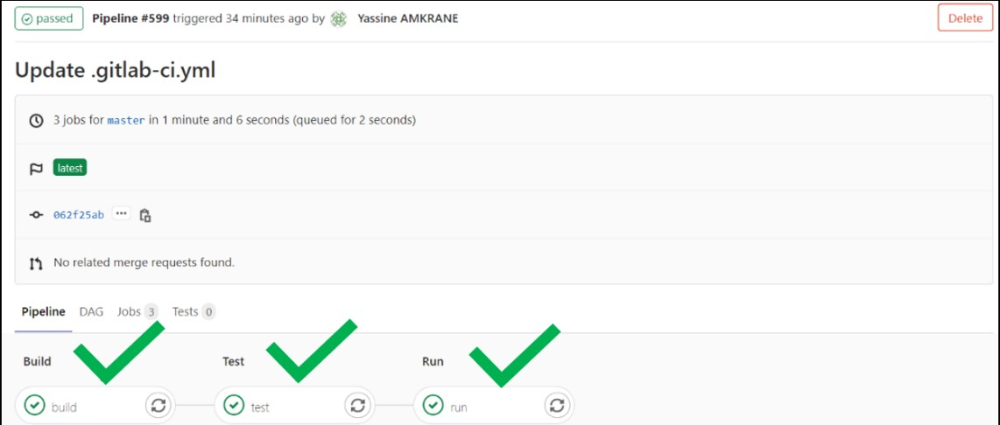 passed Pipeline #599 triggered 34 minutes ago by Yassine AMKRANE Delete
Update .gitlab-ci.yml
3 jobs for master in 1 minute and 6 seconds (queued for 2 seconds)
latest
062f25ab ...
No related merge requests found.
Pipeline DAG Jobs 3 Tests 0
Build Test Run
build test run